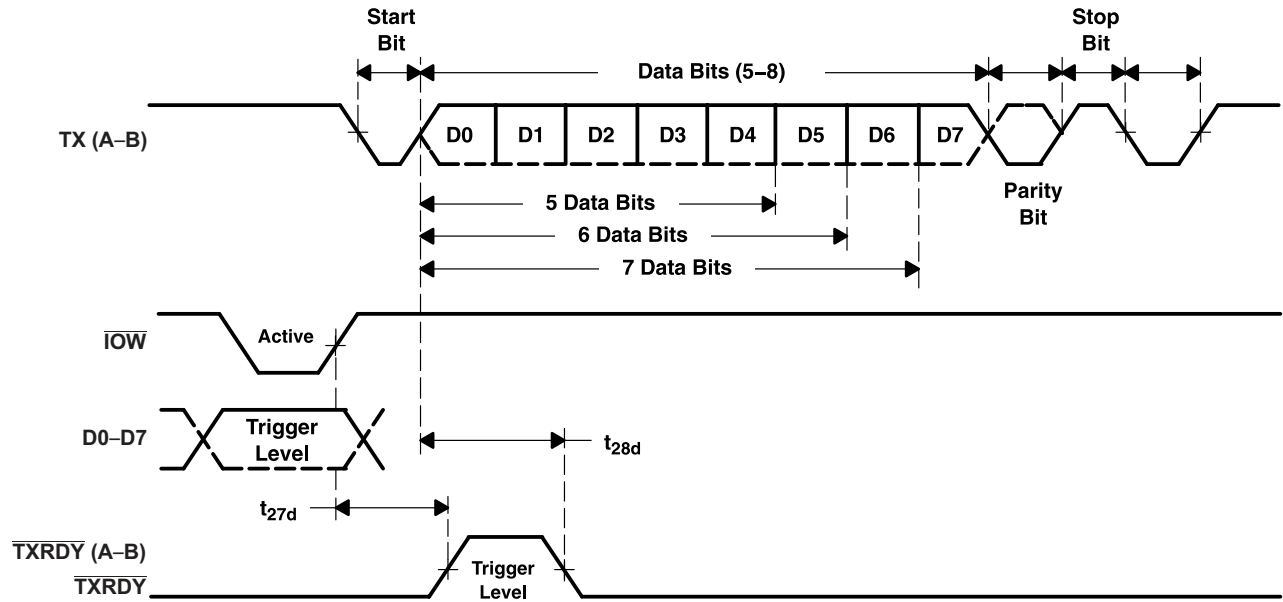 Start
Bit
Stop
Bit
Data Bits (5–8)
TX (A–B)
D0 D1 D2 D3 D4 D5 D6 D7
Parity
Bit
5 Data Bits
6 Data Bits
7 Data Bits
IOW
Active
D0–D7
Trigger
Level
t28d
t27d
TXRDY (A–B)
TXRDY
Trigger
Level